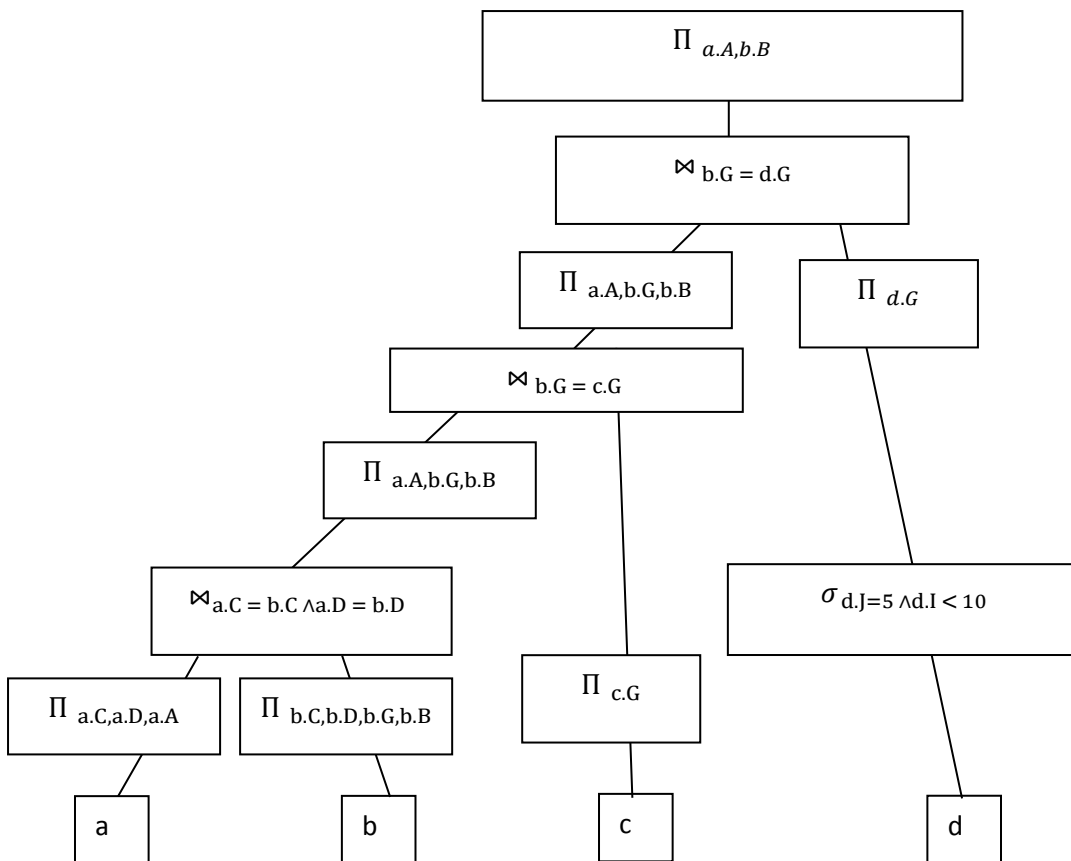 Π a.A,b.B
⋈ b.G = d.G
Π a.A,b.G,b.B
Π d.G
⋈ b.G = c.G
Π a.A,b.G,b.B
⋈a.C = b.C ∧a.D = b.D
σ d.J=5 ∧d.I < 10
Π a.C,a.D,a.A
Π b.C,b.D,b.G,b.B
Π c.G
a
b
c
d